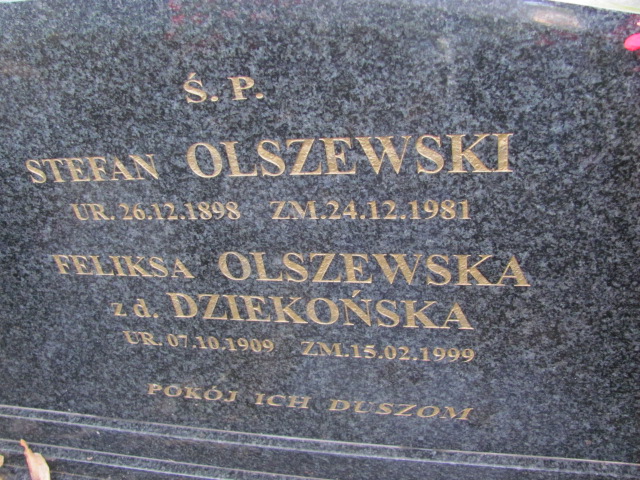 Ś. P.
STEFAN OLSZEWSKI
UR. 26.12.1898 ZM.24.12.1981
FELIKSA OLSZEWSKA
z d. DZIEKOŃSKA
UR. 07.10.1909 ZM.15.02.1999
POKÓJ ICH DUSZOM